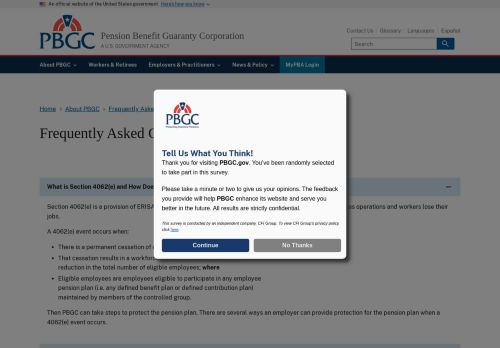 An official website of the United States government Here's how you know
PBGC
Pension Benefit Guaranty Corporation
A U.S. GOVERNMENT AGENCY
Contact Us Glossary Languages Español
Search
About PBGC Workers & Retirees Employers & Practitioners News & Policy MyPBA Login
Home > About PBGC > Frequently Aske
Frequently Asked
PBGC
Protecting America's Pensions
Tell Us What You Think!
Thank you for visiting PBGC.gov. You've been randomly selected
to take part in this survey.
Please take a minute or two to give us your opinions. The feedback
you provide will help PBGC enhance its website and serve you
better in the future. All results are strictly confidential.
This survey is conducted by an independent company, CFI Group. To view CFI Group's privacy policy
click here.
Continue
No Thanks
What is Section 4062(e) and How Does
Section 4062(e) is a provision of ERISA
ss operations and workers lose their
jobs.
A 4062(e) event occurs when:
There is a permanent cessation of
That cessation results in a workfo
reduction in the total number of eligible employees; where
Eligible employees are employees eligible to participate in any employee
pension plan (i.e. any defined benefit plan or defined contribution plan)
maintained by members of the controlled group.
Then PBGC can take steps to protect the pension plan. There are several ways an employer can provide protection for the pension plan when a
4062(e) event occurs.